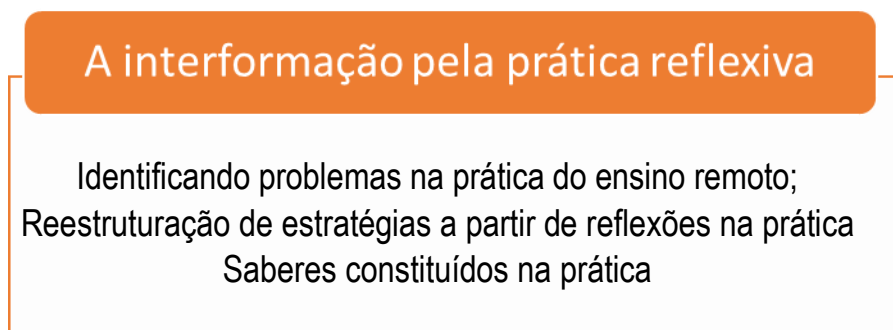 A interformação pela prática reflexiva
Identificando problemas na prática do ensino remoto;
Reestruturação de estratégias a partir de reflexões na prática
Saberes constituídos na prática